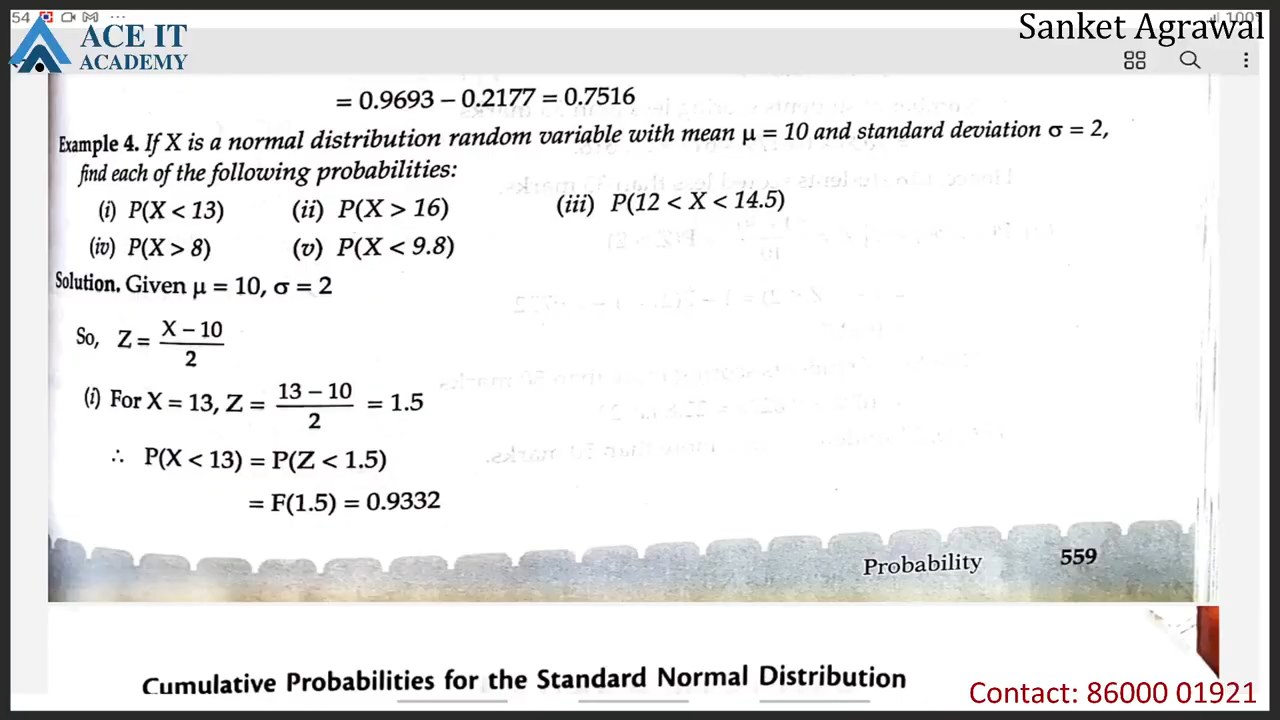 54
100%
ACE IT
ACADEMY
Sanket Agrawal
= 0.9693 – 0.2177 = 0.7516
Example 4. If X is a normal distribution random variable with mean μ = 10 and standard deviation σ = 2,
find each of the following probabilities:
(i) P(X < 13) (ii) P(X > 16) (iii) P(12 < X < 14.5)
(iv) P(X > 8) (v) P(X < 9.8)
Solution. Given μ = 10, σ = 2
So, Z = X – 10 / 2
(i) For X = 13, Z = 13 – 10 / 2 = 1.5
∴ P(X < 13) = P(Z < 1.5)
= F(1.5) = 0.9332
Probability 559
Cumulative Probabilities for the Standard Normal Distribution
Contact: 86000 01921